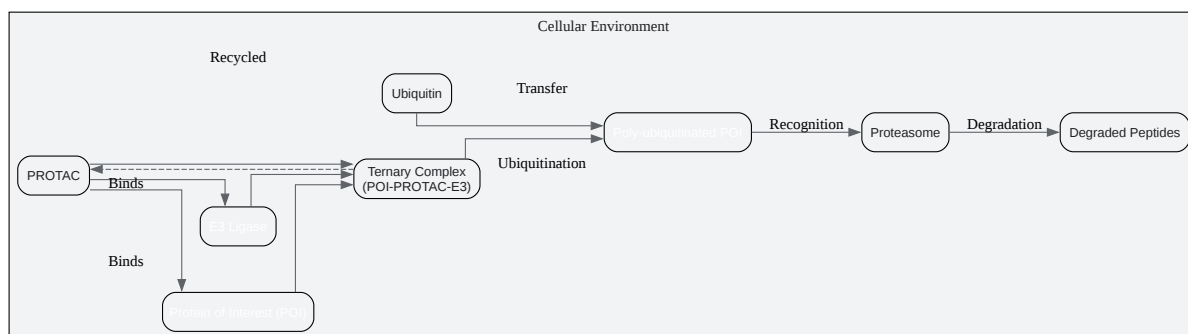 Cellular Environment
Recycled
Ubiquitin
Transfer
Poly-ubiquitinated POI
Recognition
Proteasome
Degradation
Degraded Peptides
Ubiquitination
PROTAC
Ternary Complex
(POI-PROTAC-E3)
Binds
E3 Ligase
Binds
Protein of Interest (POI)